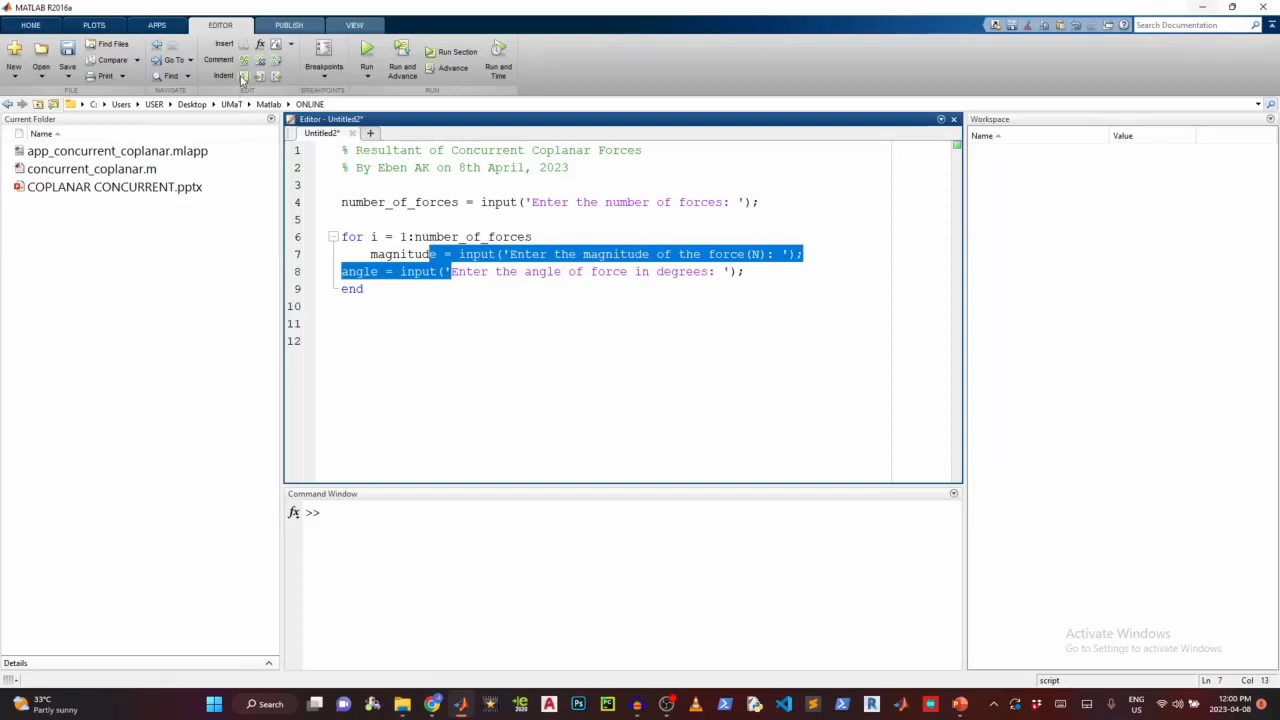 MATLAB R2016a
HOME PLOTS APPS EDITOR PUBLISH VIEW
Search Documentation
New Open Save Find Files Compare Print Go To Find Insert Comment Indent fx Breakpoints Run Run and Advance Run Section Advance Run and Time
FILE NAVIGATE EDIT BREAKPOINTS RUN
C: Users USER Desktop UMaT Matlab ONLINE
Current Folder
Name
app_concurrent_coplanar.mlapp
concurrent_coplanar.m
COPLANAR CONCURRENT.pptx
Details
Editor - Untitled2*
Untitled2*
1 % Resultant of Concurrent Coplanar Forces
2 % By Eben AK on 8th April, 2023
3
4 number_of_forces = input('Enter the number of forces: ');
5
6 for i = 1:number_of_forces
7 magnitude = input('Enter the magnitude of the force(N): ');
8 angle = input('Enter the angle of force in degrees: ');
9 end
10
11
12
Command Window
fx >>
Workspace
Name Value
Activate Windows
Go to Settings to activate Windows.
script Ln 7 Col 13
33°C
Partly sunny
Search
ENG
US
12:00 PM
2023-04-08